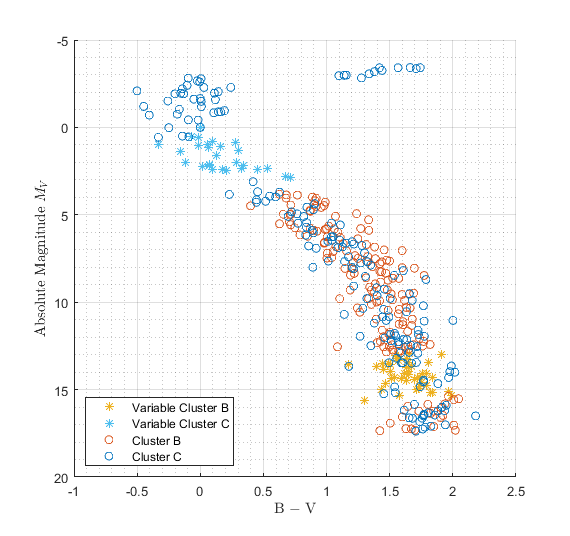 -5
0
5
10
15
20
-1
-0.5
0
0.5
1
1.5
2
2.5
Absolute Magnitude M_V
B − V
Variable Cluster B
Variable Cluster C
Cluster B
Cluster C